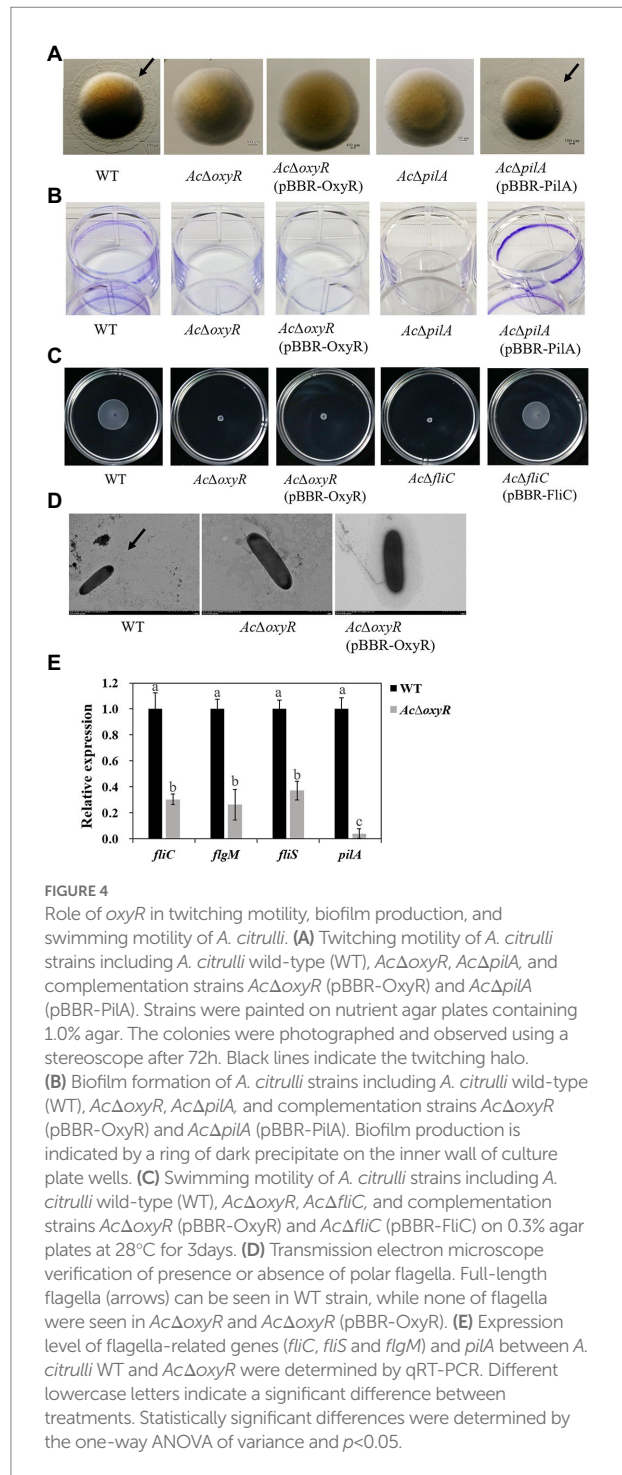 A
WT
AcΔoxyR
AcΔoxyR
(pBBR-OxyR)
AcΔpilA
AcΔpilA
(pBBR-PilA)
B
WT
AcΔoxyR
AcΔoxyR
(pBBR-OxyR)
AcΔpilA
AcΔpilA
(pBBR-PilA)
C
WT
AcΔoxyR
AcΔoxyR
(pBBR-OxyR)
AcΔfliC
AcΔfliC
(pBBR-FliC)
D
WT
AcΔoxyR
AcΔoxyR
(pBBR-OxyR)
E
Relative expression
1.2
1.0
0.8
0.6
0.4
0.2
0.0
a
b
a
b
a
b
a
c
WT
AcΔoxyR
fliC
flgM
fliS
pilA
FIGURE 4
Role of oxyR in twitching motility, biofilm production, and
swimming motility of A. citrulli. (A) Twitching motility of A. citrulli
strains including A. citrulli wild-type (WT), AcΔoxyR, AcΔpilA, and
complementation strains AcΔoxyR (pBBR-OxyR) and AcΔpilA
(pBBR-PilA). Strains were painted on nutrient agar plates containing
1.0% agar. The colonies were photographed and observed using a
stereoscope after 72h. Black lines indicate the twitching halo.
(B) Biofilm formation of A. citrulli strains including A. citrulli wild-type
(WT), AcΔoxyR, AcΔpilA, and complementation strains AcΔoxyR
(pBBR-OxyR) and AcΔpilA (pBBR-PilA). Biofilm production is
indicated by a ring of dark precipitate on the inner wall of culture
plate wells. (C) Swimming motility of A. citrulli strains including A.
citrulli wild-type (WT), AcΔoxyR, AcΔfliC, and complementation
strains AcΔoxyR (pBBR-OxyR) and AcΔfliC (pBBR-FliC) on 0.3% agar
plates at 28°C for 3days. (D) Transmission electron microscope
verification of presence or absence of polar flagella. Full-length
flagella (arrows) can be seen in WT strain, while none of flagella
were seen in AcΔoxyR and AcΔoxyR (pBBR-OxyR). (E) Expression
level of flagella-related genes (fliC, fliS and flgM) and pilA between A.
citrulli WT and AcΔoxyR were determined by qRT-PCR. Different
lowercase letters indicate a significant difference between
treatments. Statistically significant differences were determined by
the one-way ANOVA of variance and p<0.05.